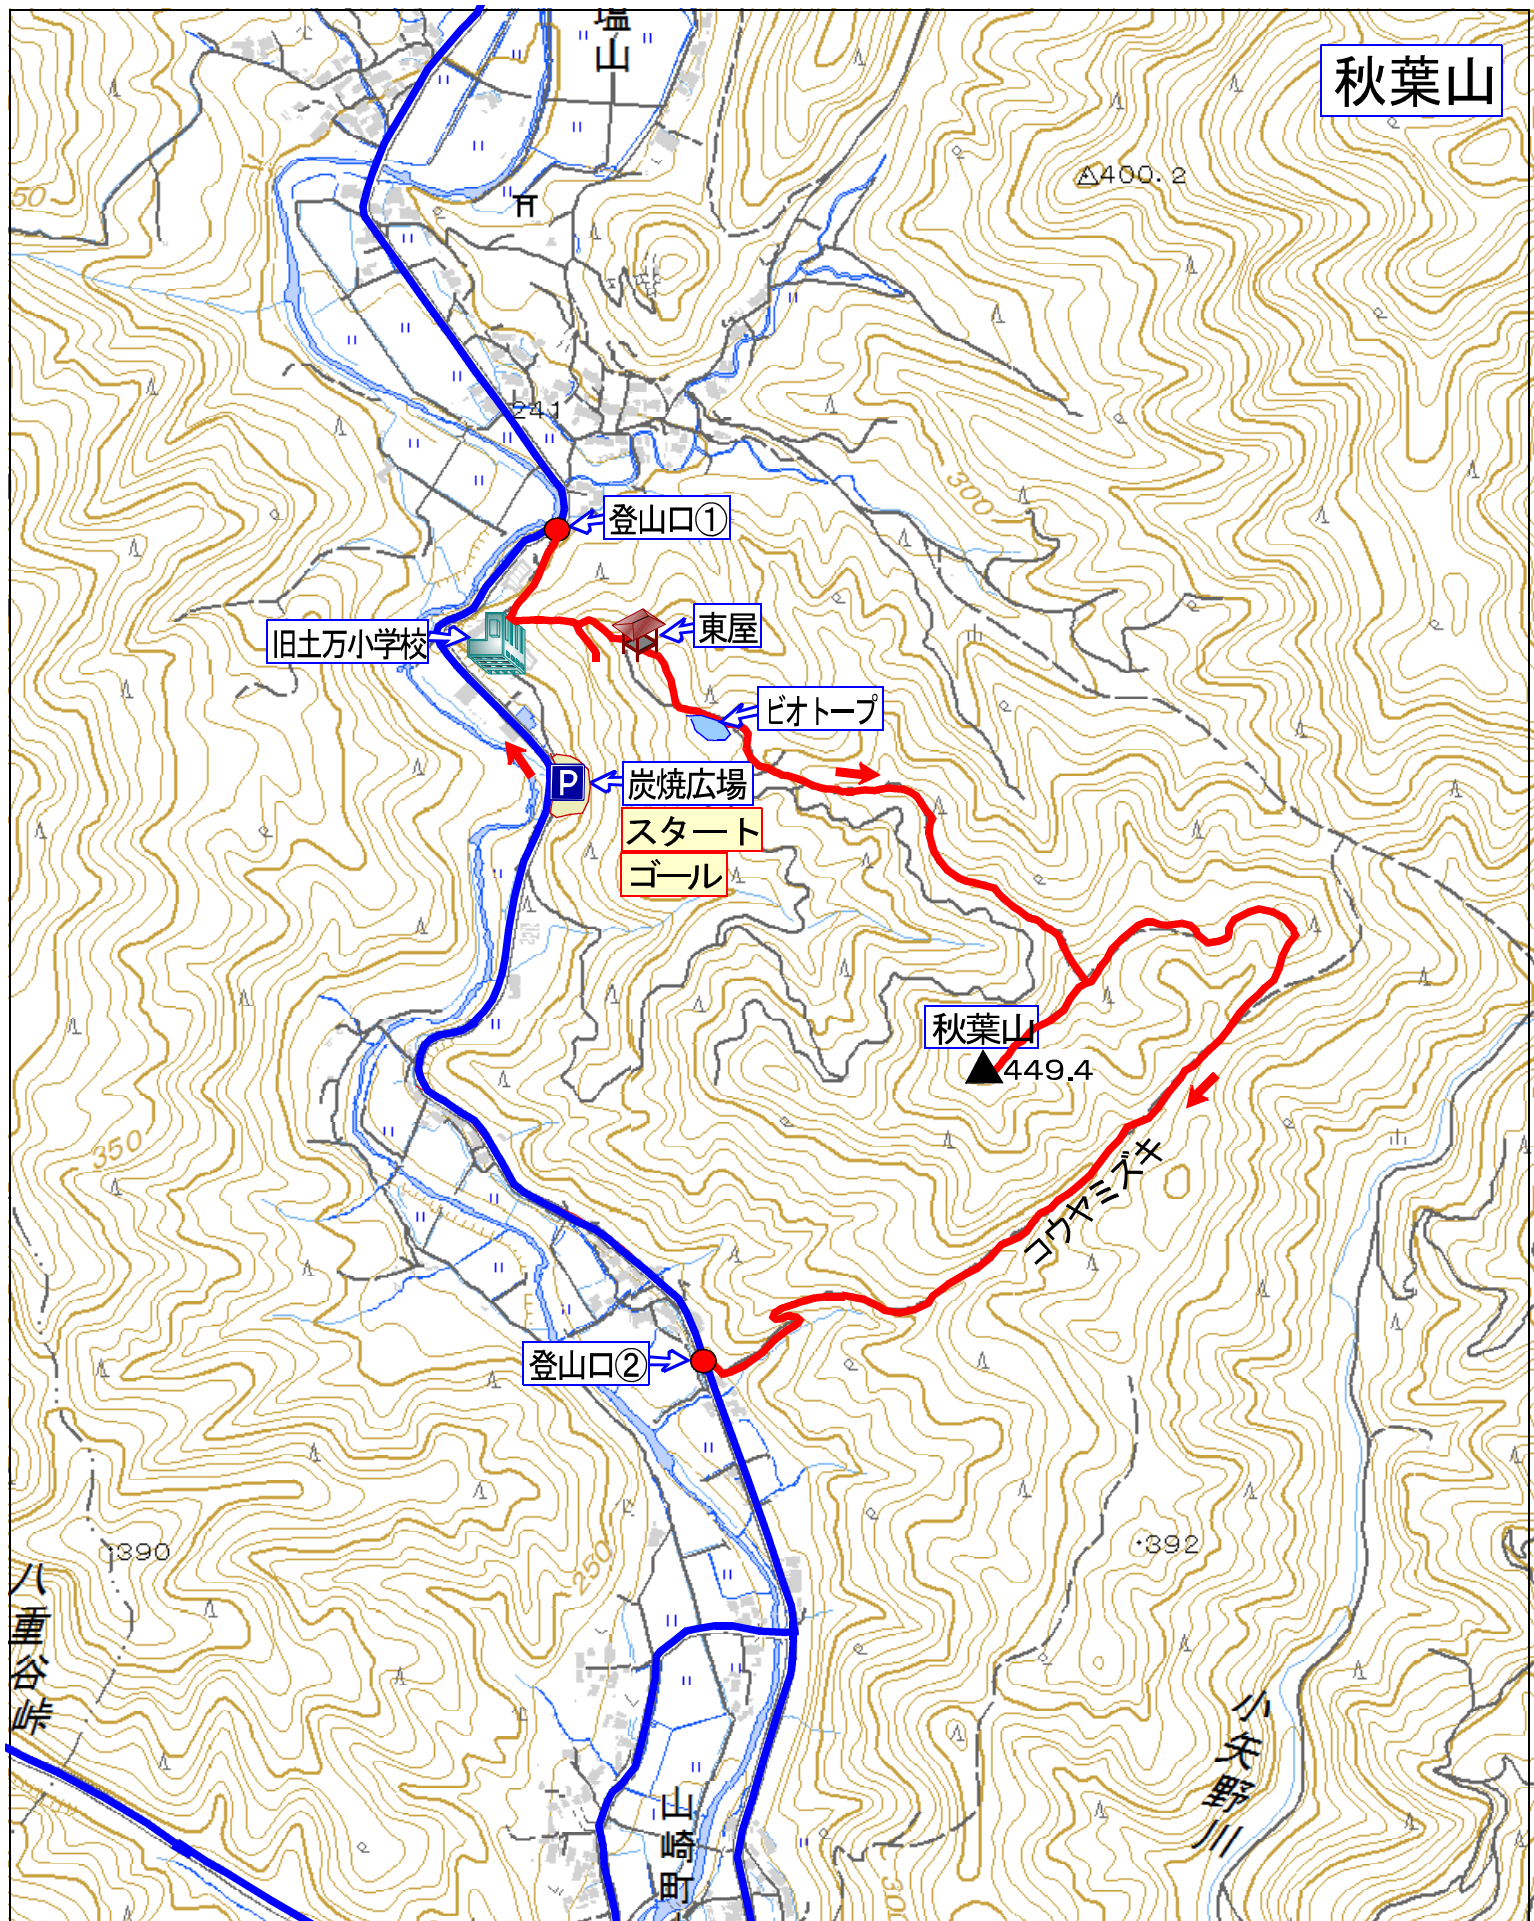 塩山
秋葉山
50
400.2
241
300
登山口①
旧土万小学校
東屋
ビオトープ
P
炭焼広場
スタート
ゴール
秋葉山
449.4
350
コウヤミズキ
登山口②
390
392
250
八重谷峠
小矢野川
山崎町
300